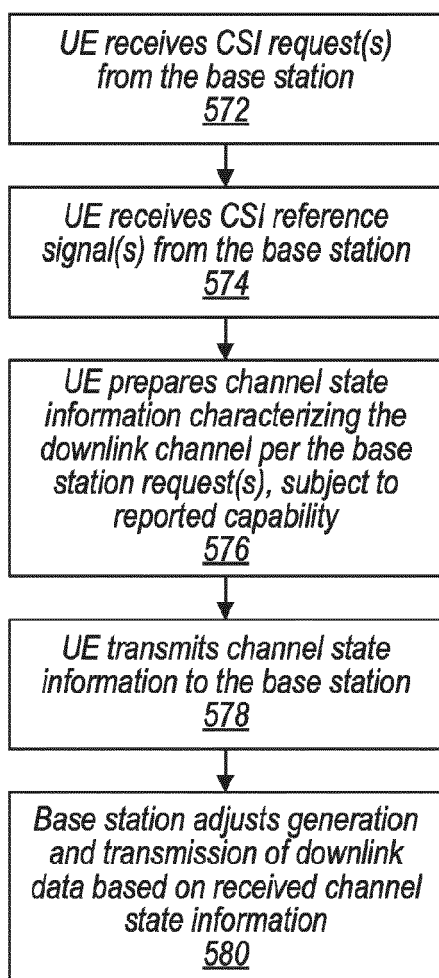 UE receives CSI request(s)
from the base station
572
UE receives CSI reference
signal(s) from the base station
574
UE prepares channel state
information characterizing the
downlink channel per the base
station request(s), subject to
reported capability
576
UE transmits channel state
information to the base station
578
Base station adjusts generation
and transmission of downlink
data based on received channel
state information
580